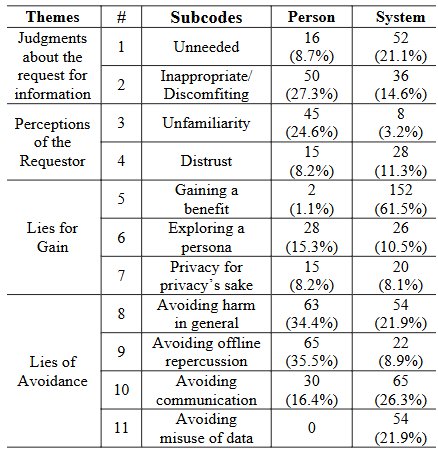 Themes # Subcodes Person System
Judgments about the request for information
1 Unneeded 16 (8.7%) 52 (21.1%)
2 Inappropriate/ Discomfiting 50 (27.3%) 36 (14.6%)
Perceptions of the Requestor
3 Unfamiliarity 45 (24.6%) 8 (3.2%)
4 Distrust 15 (8.2%) 28 (11.3%)
Lies for Gain
5 Gaining a benefit 2 (1.1%) 152 (61.5%)
6 Exploring a persona 28 (15.3%) 26 (10.5%)
7 Privacy for privacy's sake 15 (8.2%) 20 (8.1%)
Lies of Avoidance
8 Avoiding harm in general 63 (34.4%) 54 (21.9%)
9 Avoiding offline repercussion 65 (35.5%) 22 (8.9%)
10 Avoiding communication 30 (16.4%) 65 (26.3%)
11 Avoiding misuse of data 0 54 (21.9%)